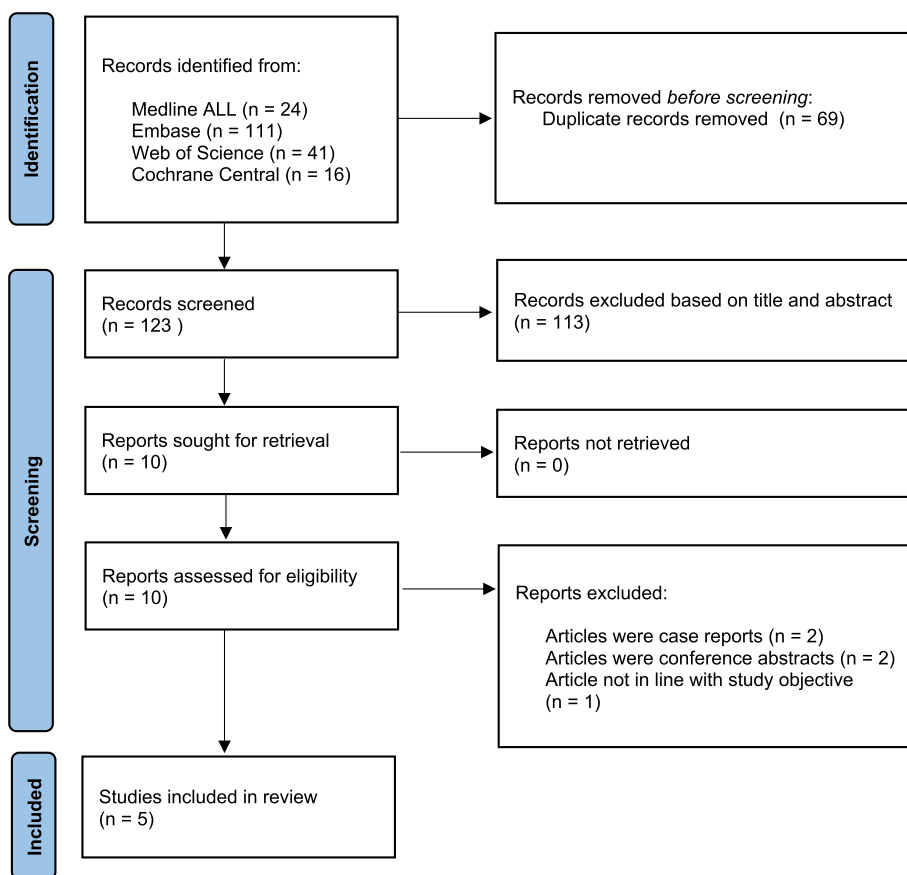 Identification
Records identified from:
Medline ALL (n = 24)
Embase (n = 111)
Web of Science (n = 41)
Cochrane Central (n = 16)
Records removed before screening:
Duplicate records removed (n = 69)
Screening
Records screened
(n = 123 )
Records excluded based on title and abstract
(n = 113)
Reports sought for retrieval
(n = 10)
Reports not retrieved
(n = 0)
Reports assessed for eligibility
(n = 10)
Reports excluded:
Articles were case reports (n = 2)
Articles were conference abstracts (n = 2)
Article not in line with study objective
(n = 1)
Included
Studies included in review
(n = 5)